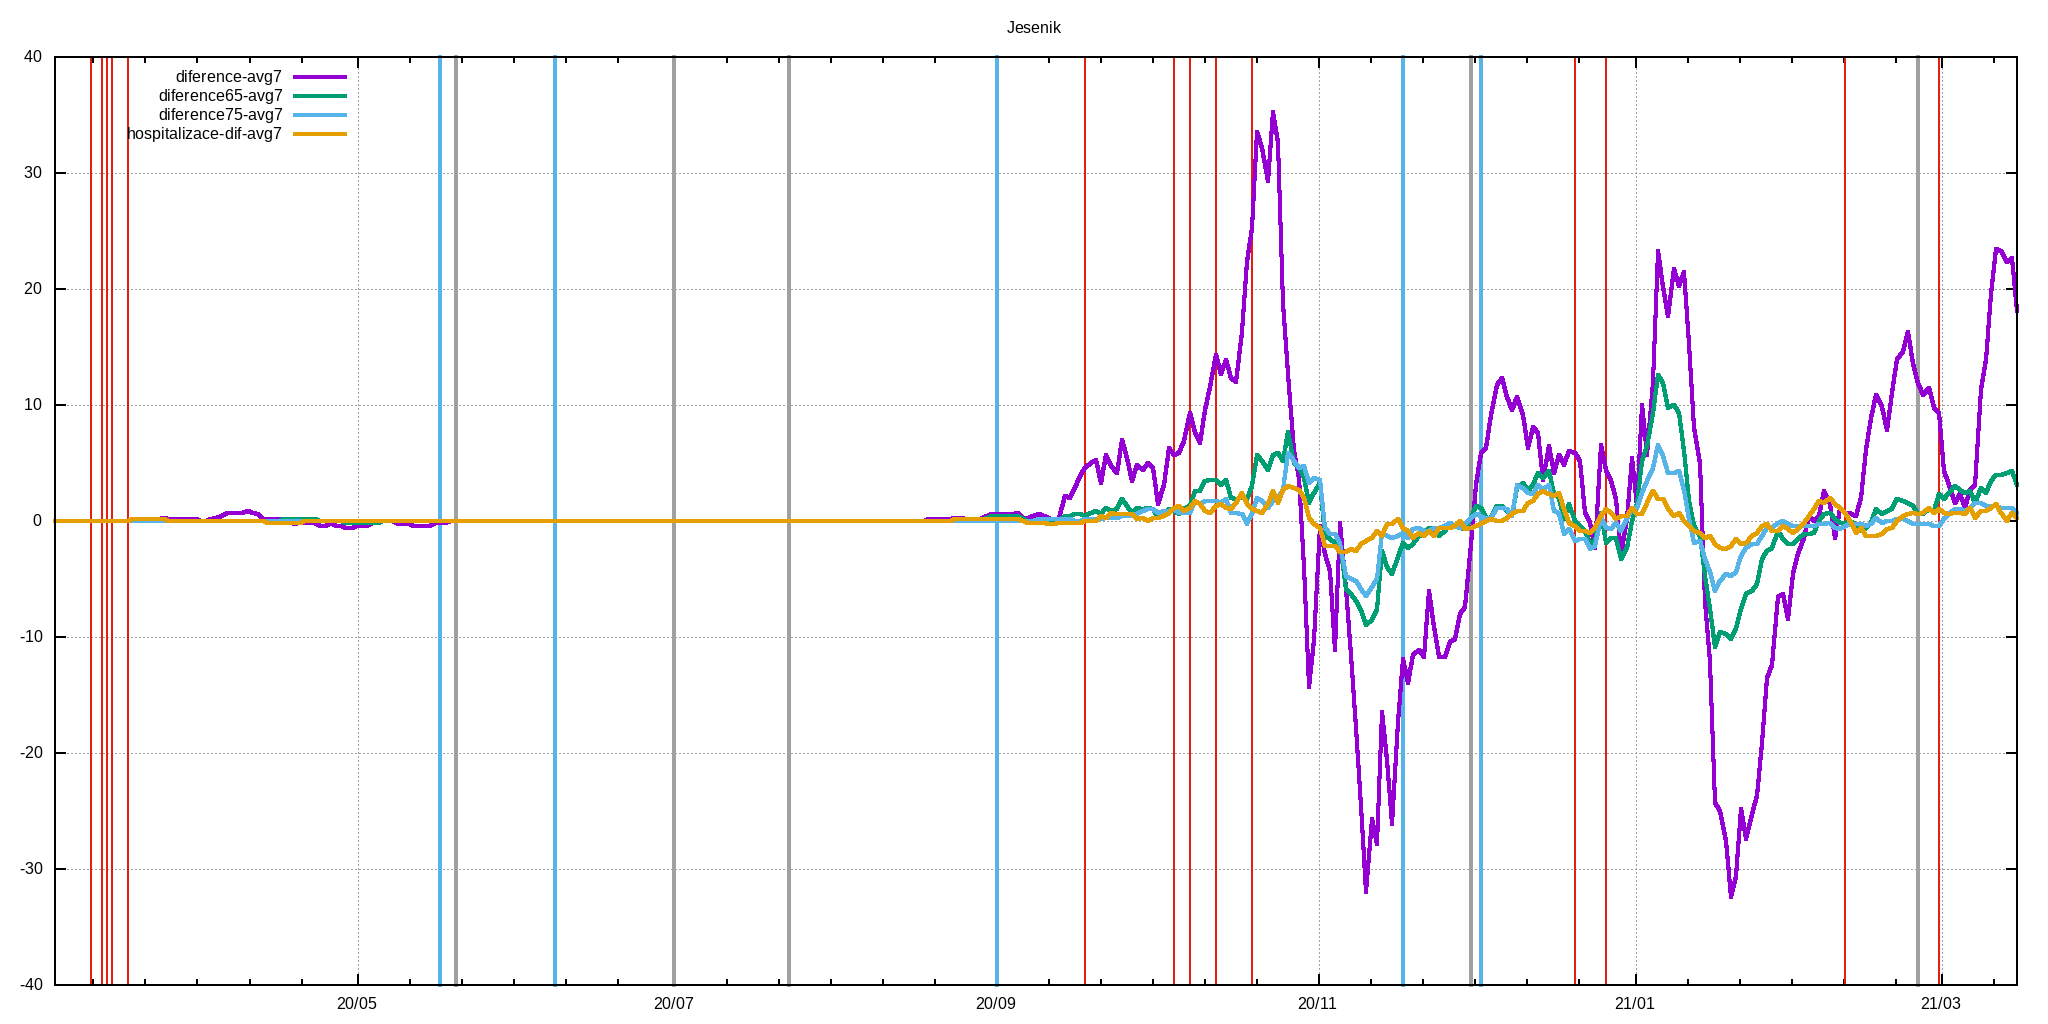 Jesenik
diference-avg7
diference65-avg7
diference75-avg7
hospitalizace-dif-avg7
40
30
20
10
0
-10
-20
-30
-40
20/05 20/07 20/09 20/11 21/01 21/03